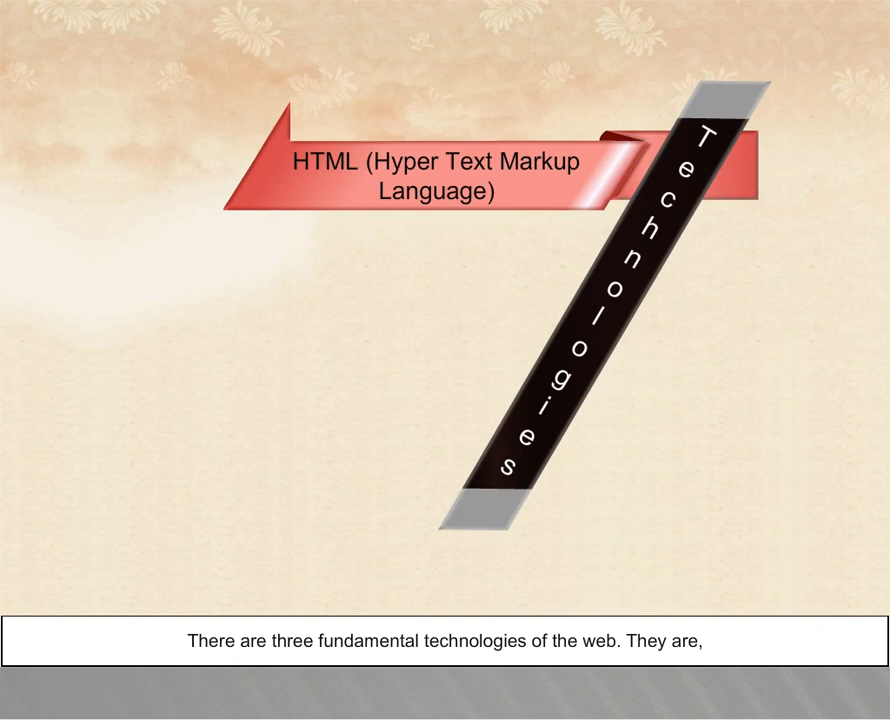 HTML (Hyper Text Markup
Language)
Technologies
There are three fundamental technologies of the web. They are,